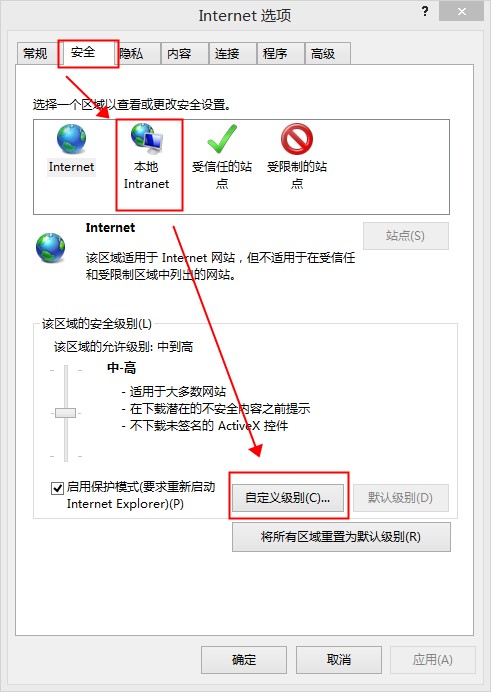 Internet 选项
?
常规 安全 隐私 内容 连接 程序 高级
选择一个区域以查看或更改安全设置。
Internet
本地
Intranet
受信任的站
点
受限制的站
点
Internet
站点(S)
该区域适用于 Internet 网站，但不适用于在受信任
和受限制区域中列出的网站。
该区域的安全级别(L)
该区域的允许级别: 中到高
中-高
- 适用于大多数网站
- 在下载潜在的不安全内容之前提示
- 不下载未签名的 ActiveX 控件
启用保护模式(要求重新启动
Internet Explorer)(P)
自定义级别(C)...
默认级别(D)
将所有区域重置为默认级别(R)
确定 取消 应用(A)